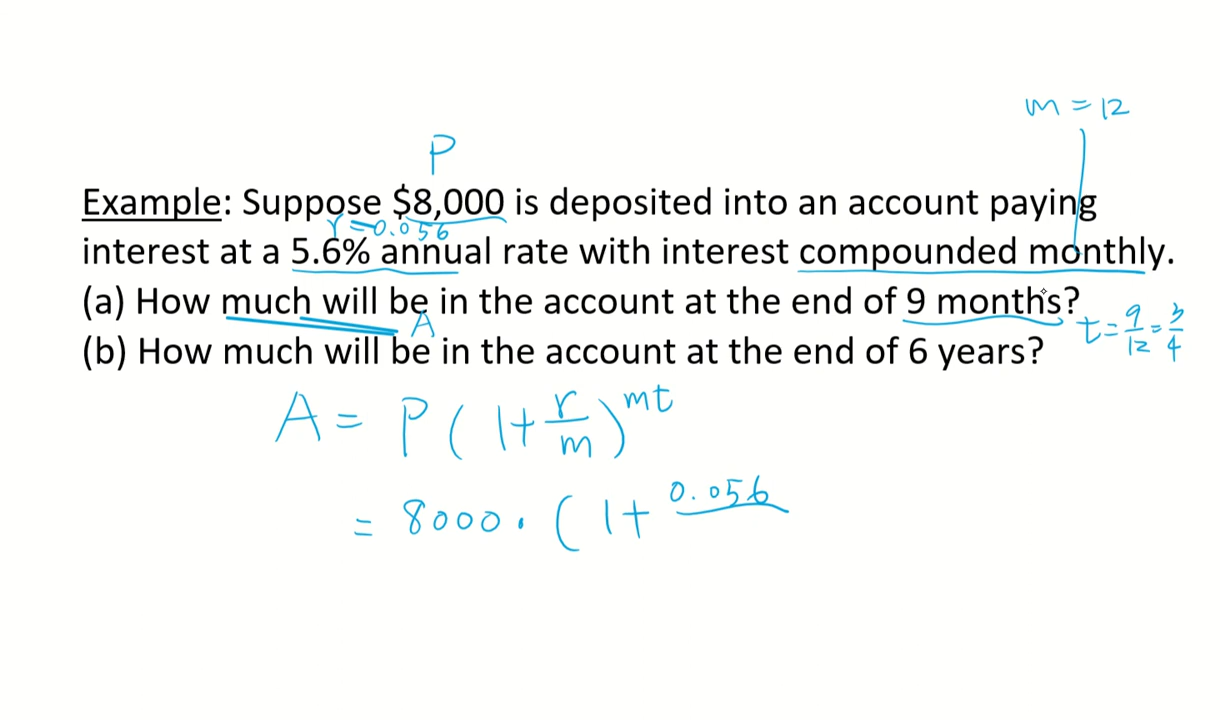 m = 12
P
Example: Suppose $8,000 is deposited into an account paying
r = 0.056
interest at a 5.6% annual rate with interest compounded monthly.
(a) How much will be in the account at the end of 9 months?
A
t = 9/12 = 3/4
(b) How much will be in the account at the end of 6 years?
A = P ( 1 + r/m )^mt
= 8000 · ( 1 + 0.056